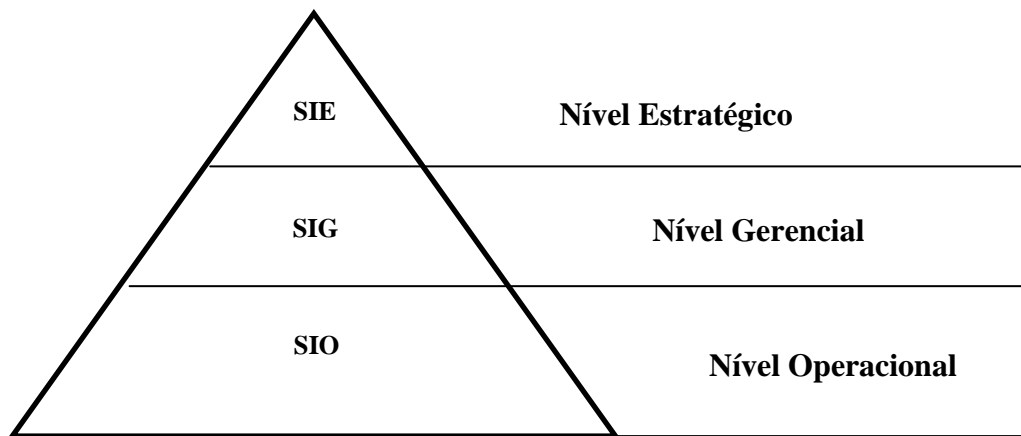 SIE
Nível Estratégico
SIG
Nível Gerencial
SIO
Nível Operacional